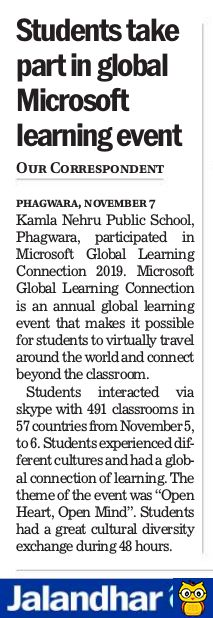 Students take
part in global
Microsoft
learning event
OUR CORRESPONDENT
PHAGWARA, NOVEMBER 7
Kamla Nehru Public School,
Phagwara, participated in
Microsoft Global Learning
Connection 2019. Microsoft
Global Learning Connection
is an annual global learning
event that makes it possible
for students to virtually travel
around the world and connect
beyond the classroom.
Students interacted via
skype with 491 classrooms in
57 countries from November 5,
to 6. Students experienced dif-
ferent cultures and had a glob-
al connection of learning. The
theme of the event was “Open
Heart, Open Mind”. Students
had a great cultural diversity
exchange during 48 hours.
Jalandhar